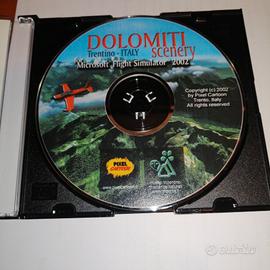 DOLOMITI
Trentino - ITALY scenery
Microsoft Flight Simulator 2002
Copyright (c) 2002
by Pixel Cartoon
Trento, Italy
All rights reserved
PIXEL
CARTOON
subito